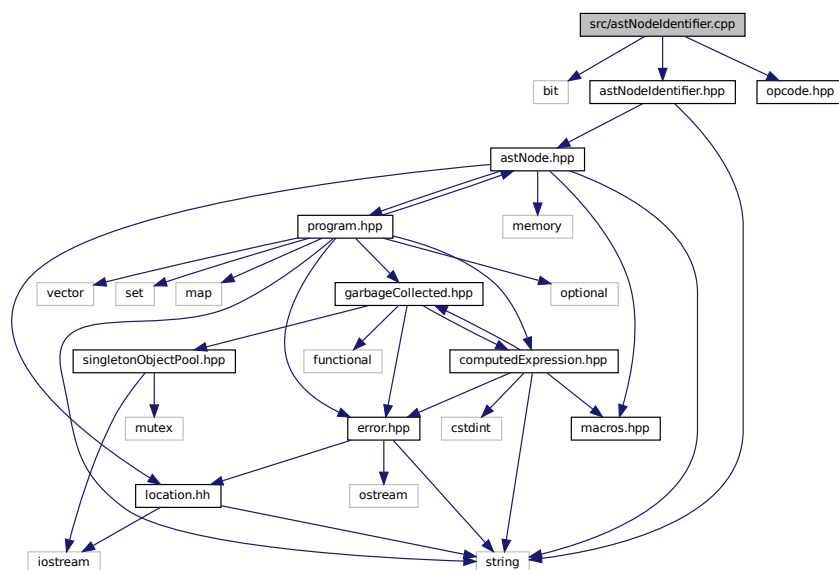 src/astNodeIdentifier.cpp
bit
astNodeIdentifier.hpp
opcode.hpp
astNode.hpp
program.hpp
memory
vector
set
map
garbageCollected.hpp
optional
singletonObjectPool.hpp
functional
computedExpression.hpp
mutex
error.hpp
cstdint
macros.hpp
location.hh
ostream
iostream
string